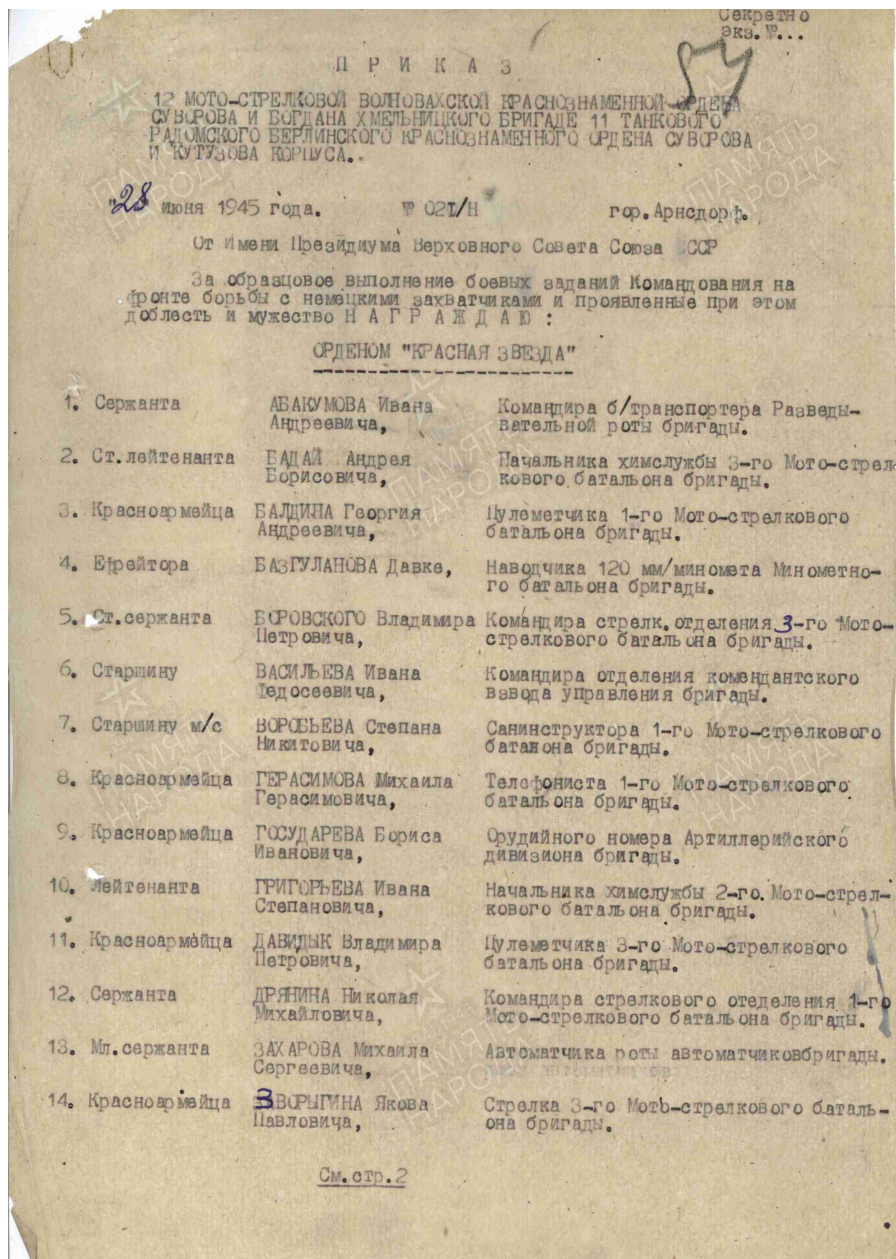 Секретно
Экз.№...
П Р И К А З
12 МОТО-СТРЕЛКОВОЙ ВОЛНОВАХСКОЙ КРАСНОЗНАМЕННОЙ ОРДЕНА
СУВОРОВА И БОГДАНА ХМЕЛЬНИЦКОГО БРИГАДЕ 11 ТАНКОВОГО
РАДОМСКОГО БЕРЛИНСКОГО КРАСНОЗНАМЕННОГО ОРДЕНА СУВОРОВА
И КУТУЗОВА КОРПУСА.
"28 июня 1945 года. № 021/Н гор.Арнсдорф.
От Имени Президиума Верховного Совета Союза ССР
За образцовое выполнение боевых заданий Командования на
фронте борьбы с немецкими захватчиками и проявленные при этом
доблесть и мужество Н А Г Р А Ж Д А Ю :
ОРДЕНОМ "КРАСНАЯ ЗВЕЗДА"
1. Сержанта АБАКУМОВА Ивана Командира б/транспортера Разведы-
Андреевича, вательной роты бригады.
2. Ст.лейтенанта БАДАЙ Андрея Начальника химслужбы 3-го Мото-стрел-
Борисовича, кового батальона бригады.
3. Красноармейца БАЛДИНА Георгия Пулеметчика 1-го Мото-стрелкового
Андреевича, батальона бригады.
4. Ефрейтора БАЗГУЛАНОВА Давке, Наводчика 120 мм/миномета Минометно-
го батальона бригады.
5. Ст.сержанта БОРОВСКОГО Владимира Командира стрелк.отделения 3-го Мото-
Петровича, стрелкового батальона бригады.
6. Старшину ВАСИЛЬЕВА Ивана Командира отделения комендантского
Федосеевича, взвода управления бригады.
7. Старшину м/с ВОРОБЬЕВА Степана Санинструктора 1-го Мото-стрелкового
Никитовича, батаиона бригады.
8. Красноармейца ГЕРАСИМОВА Михаила Телефониста 1-го Мото-стрелкового
Герасимовича, батальона бригады.
9. Красноармейца ГОСУДАРЕВА Бориса Орудийного номера Артиллерийского
Ивановича, дивизиона бригады.
10. Лейтенанта ГРИГОРЬЕВА Ивана Начальника химслужбы 2-го.Мото-стрел-
Степановича, кового батальона бригады.
11. Красноармейца ДАВИДЫК Владимира Пулеметчика 3-го Мото-стрелкового
Петровича, батальона бригады.
12. Сержанта ДРЯНИНА Николая Командира стрелкового отеделения 1-го
Михайловича, Мото-стрелкового батальона бригады.
13. Мл.сержанта ЗАХАРОВА Михаила Автоматчика роты автоматчиковбригады.
Сергеевича,
14. Красноармейца ЗАВОРЫГИНА Якова Стрелка 3-го МотЬ-стрелкового баталь-
Павловича, она бригады.
См.стр.2
ПАМЯТЬ
НАРОДА